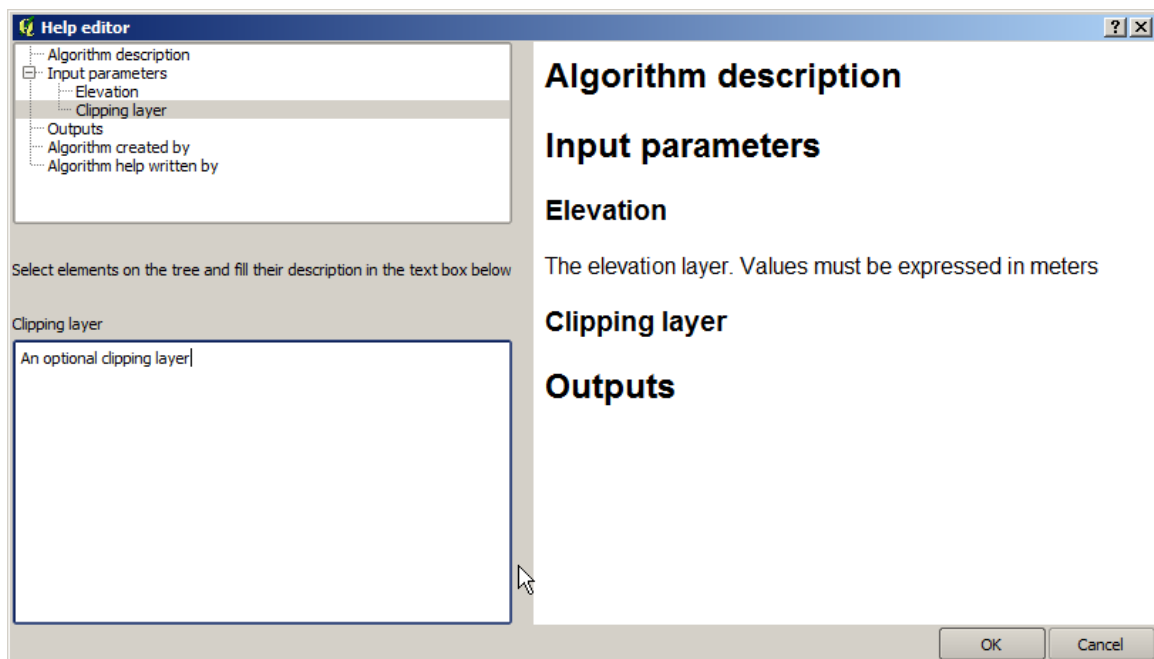 Help editor
Algorithm description
Input parameters
Elevation
Clipping layer
Outputs
Algorithm created by
Algorithm help written by
Select elements on the tree and fill their description in the text box below
Clipping layer
An optional clipping layer
Algorithm description
Input parameters
Elevation
The elevation layer. Values must be expressed in meters
Clipping layer
Outputs
OK
Cancel